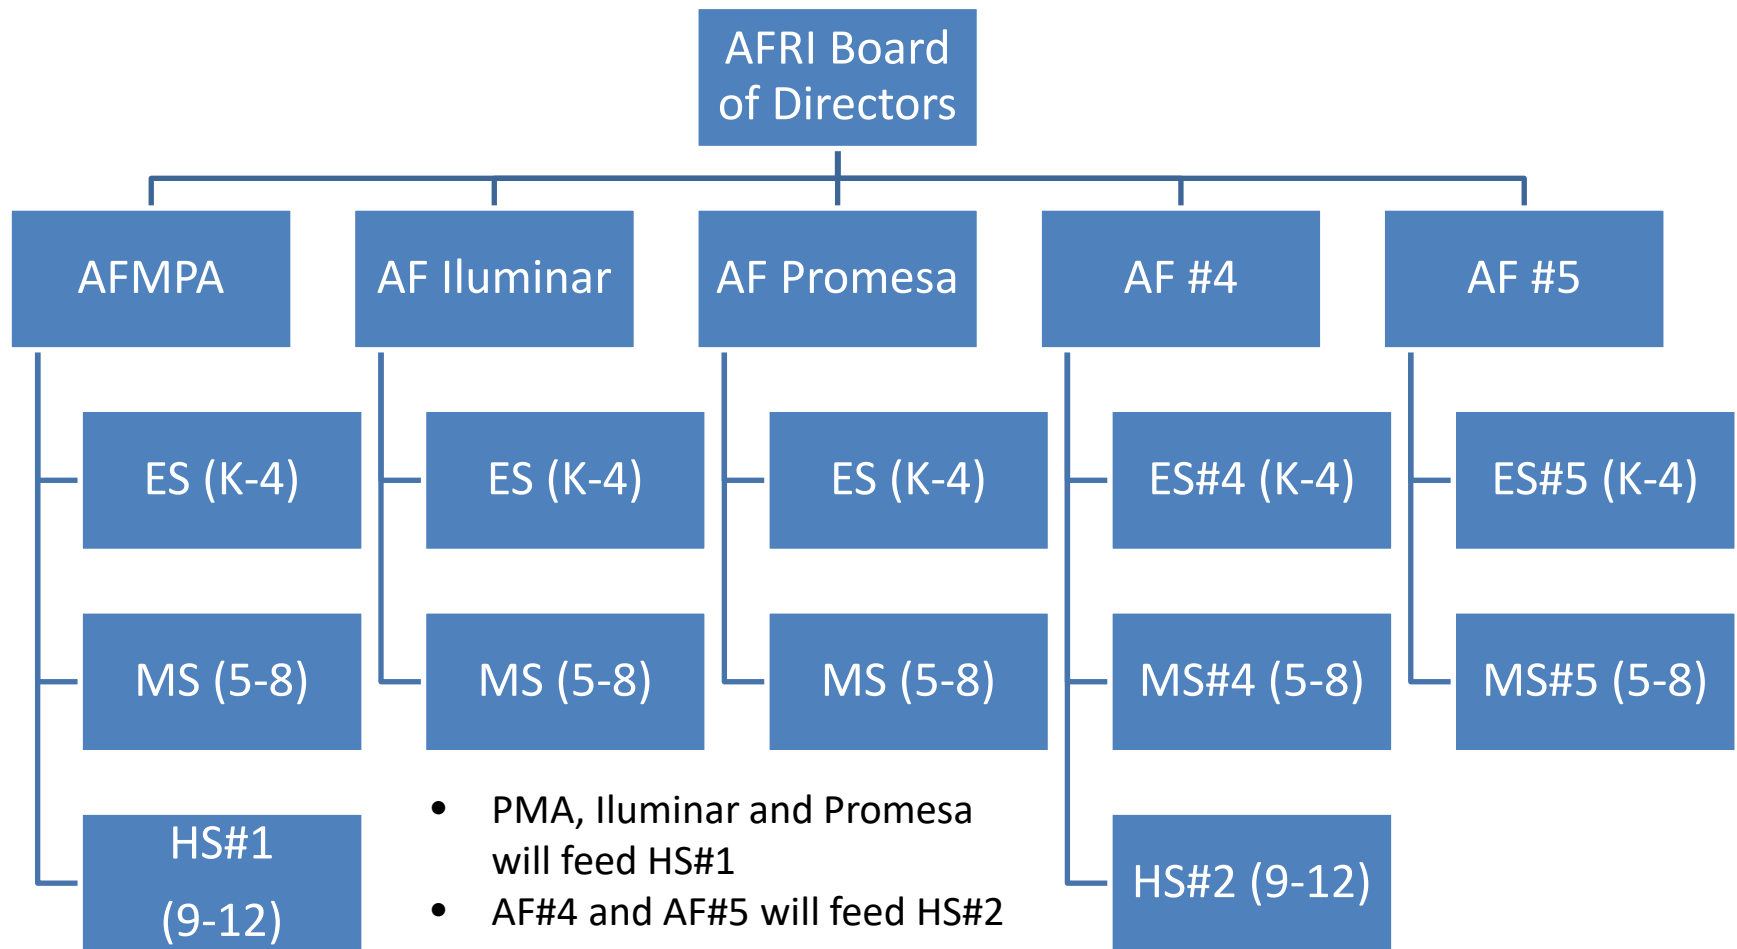 AFRI Board
of Directors
AFMPA
AF Iluminar
AF Promesa
AF #4
AF #5
ES (K-4)
ES (K-4)
ES (K-4)
ES#4 (K-4)
ES#5 (K-4)
MS (5-8)
MS (5-8)
MS (5-8)
MS#4 (5-8)
MS#5 (5-8)
HS#1
(9-12)
• PMA, Iluminar and Promesa
will feed HS#1
• AF#4 and AF#5 will feed HS#2
HS#2 (9-12)